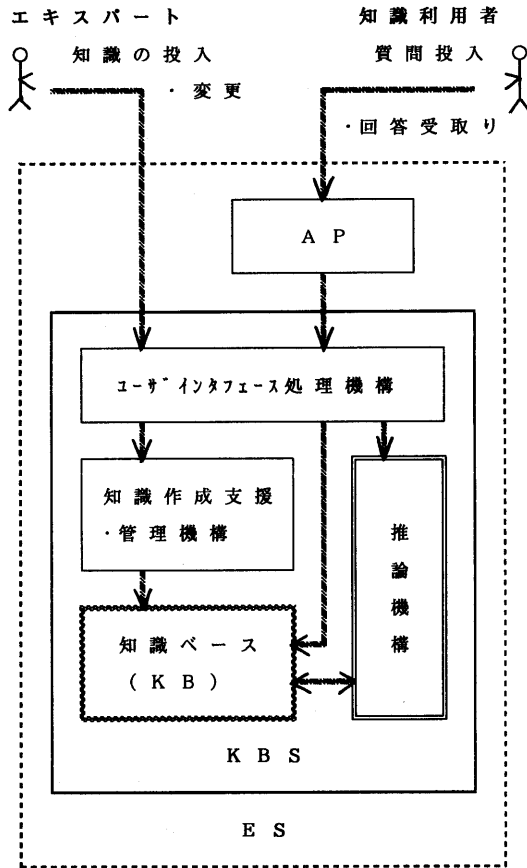 エキスパート
知識利用者
知識の投入
・変更
質問投入
・回答受取り
AP
ユーザインタフェース処理機構
知識作成支援
・管理機構
推論機構
知識ベース
(KB)
KBS
ES